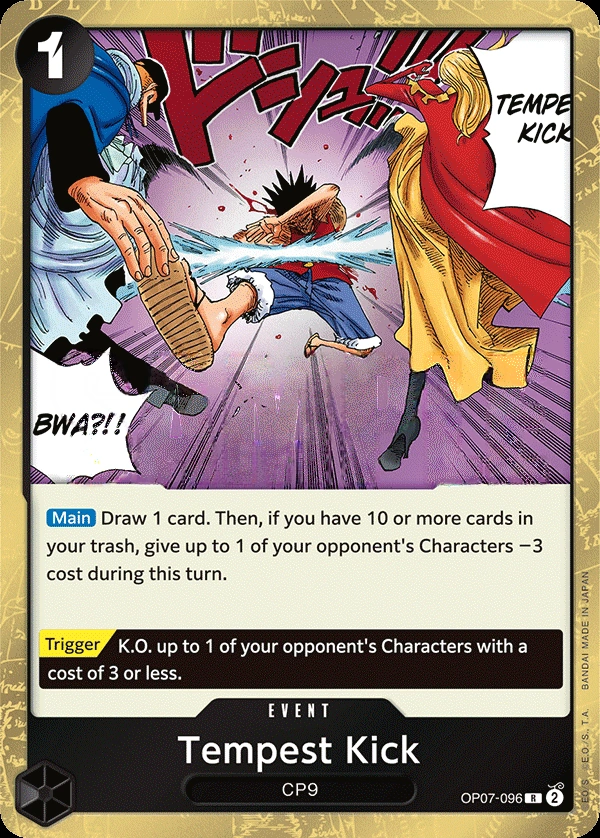 1
ドドシュ!!
TEMPE
KICK
BWA?!!
Main Draw 1 card. Then, if you have 10 or more cards in
your trash, give up to 1 of your opponent's Characters −3
cost during this turn.
Trigger K.O. up to 1 of your opponent's Characters with a
cost of 3 or less.
EVENT
Tempest Kick
CP9
OP07-096 R 2
E.O./S. ©E.O./S., T.A. BANDAI MADE IN JAPAN